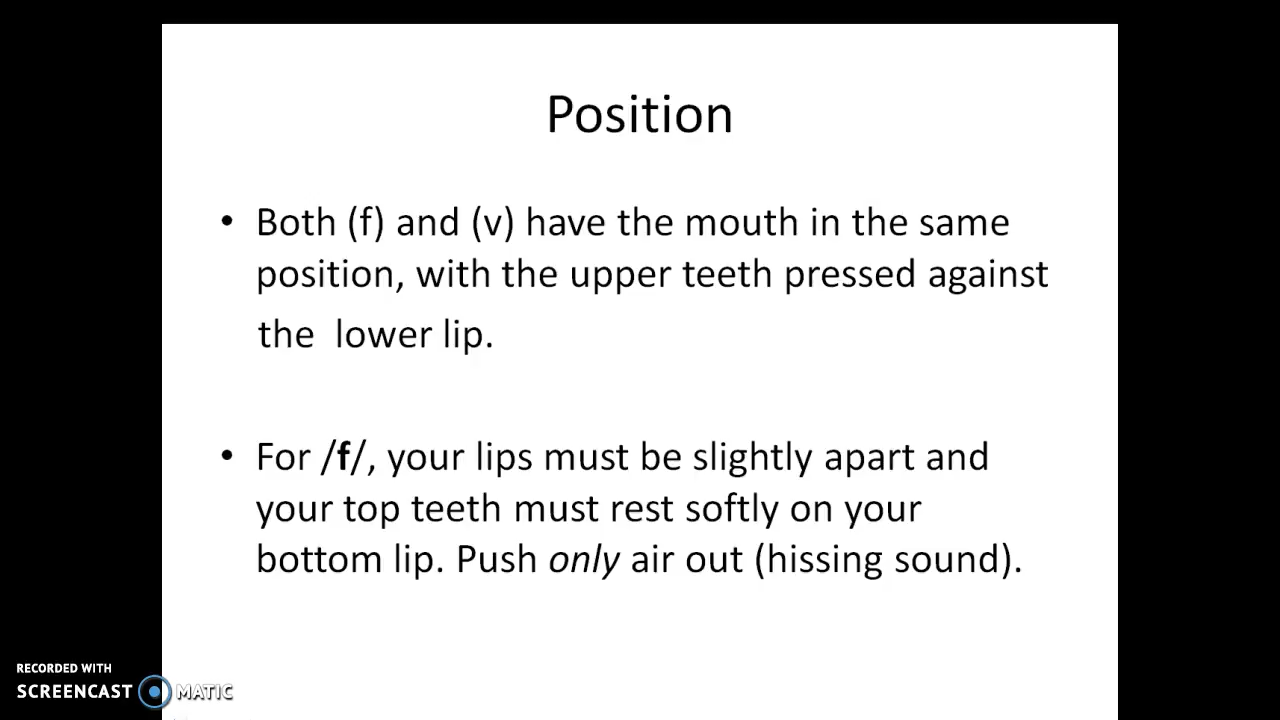 Position
• Both (f) and (v) have the mouth in the same
position, with the upper teeth pressed against
the lower lip.
• For /f/, your lips must be slightly apart and
your top teeth must rest softly on your
bottom lip. Push only air out (hissing sound).
RECORDED WITH
SCREENCAST MATIC